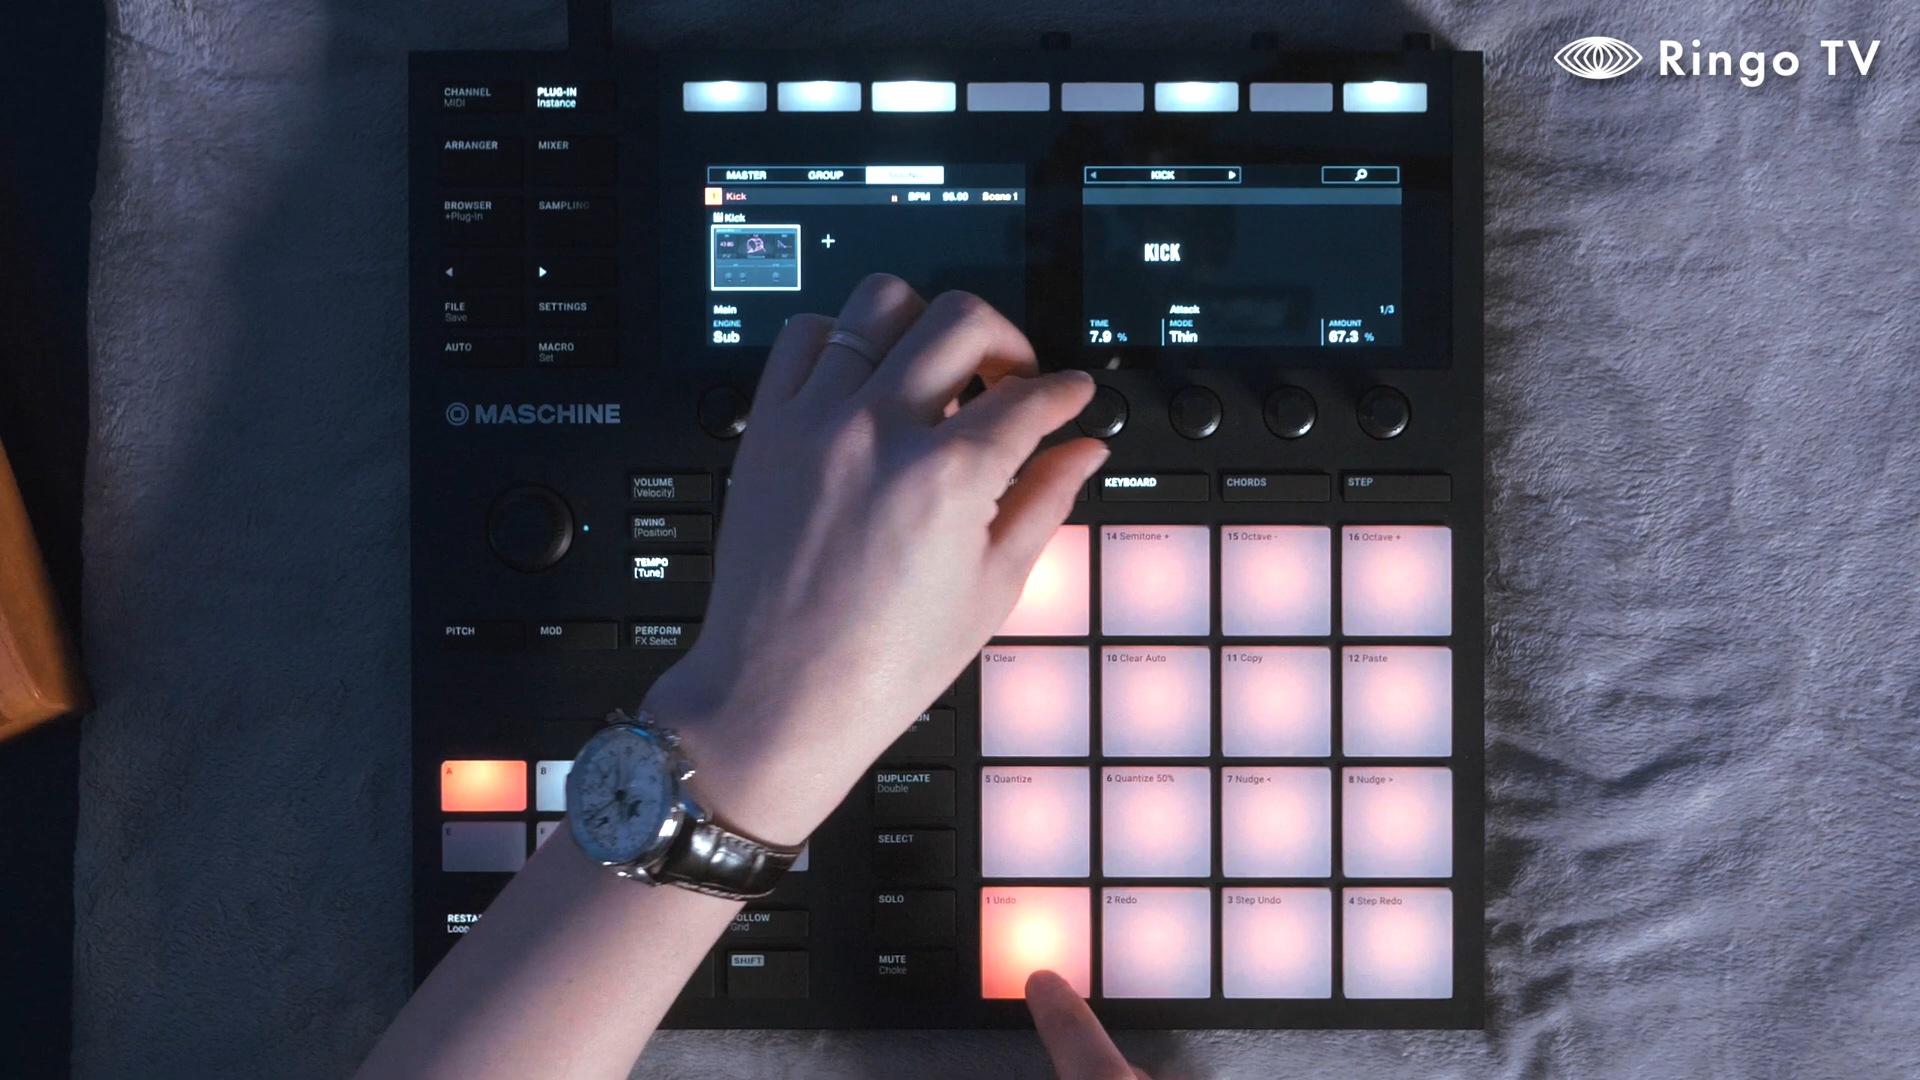 Ringo TV
CHANNEL
MIDI
PLUG-IN
Instance
ARRANGER
MIXER
BROWSER
+Plug-in
SAMPLING
FILE
Save
SETTINGS
AUTO
MACRO
Set
MASTER
GROUP
Kick
BPM 95.00 Scene 1
Kick
Main
ENGINE
Sub
KICK
KICK
Attack
1/3
TIME
MODE
AMOUNT
7.9 %
Thin
67.3 %
MASCHINE
VOLUME
[Velocity]
SWING
[Position]
TEMPO
[Tune]
KEYBOARD
CHORDS
STEP
PITCH
MOD
PERFORM
FX Select
14 Semitone +
15 Octave -
16 Octave +
9 Clear
10 Clear Auto
11 Copy
12 Paste
5 Quantize
6 Quantize 50%
7 Nudge <
8 Nudge >
1 Undo
2 Redo
3 Step Undo
4 Step Redo
A
B
E
DUPLICATE
Double
SELECT
SOLO
MUTE
Choke
Loop
Grid
SHIFT